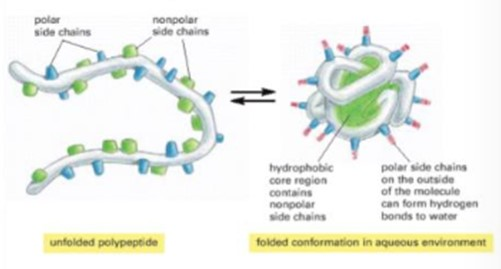 polar
side chains
nonpolar
side chains
hydrophobic
core region
contains
nonpolar
side chains
polar side chains
on the outside
of the molecule
can form hydrogen
bonds to water
unfolded polypeptide
folded conformation in aqueous environment